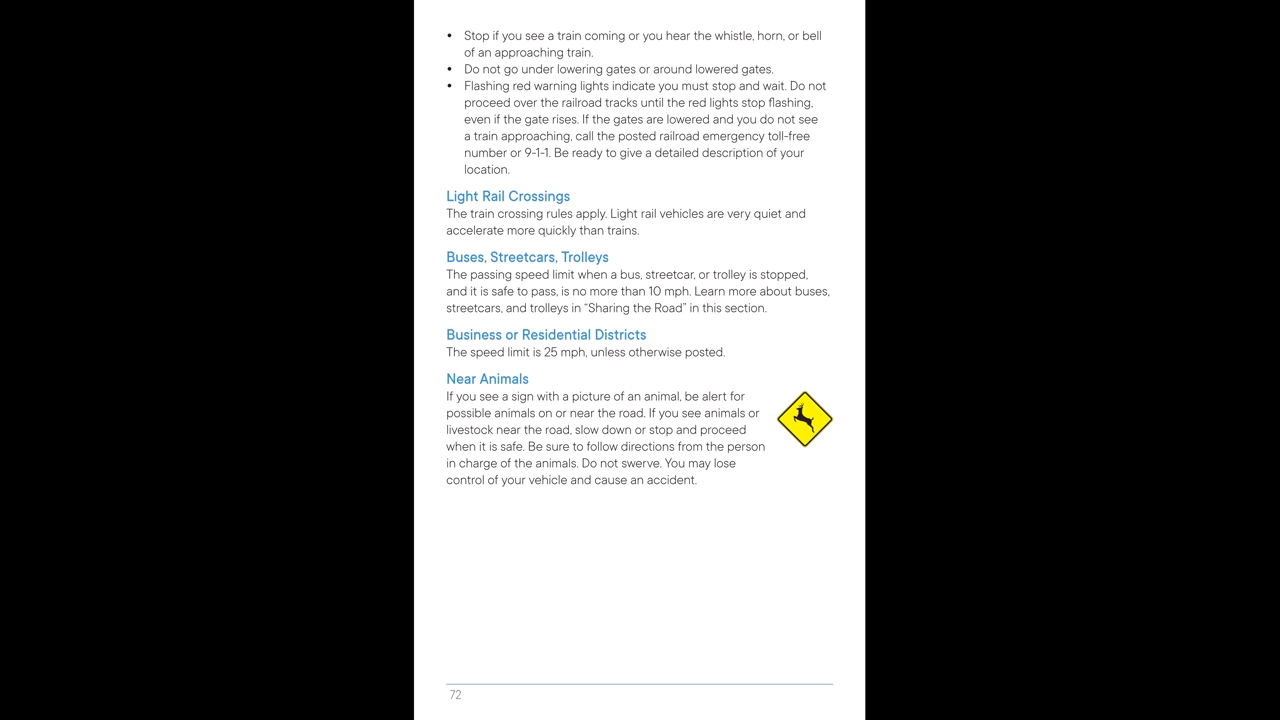 • Stop if you see a train coming or you hear the whistle, horn, or bell
of an approaching train.
• Do not go under lowering gates or around lowered gates.
• Flashing red warning lights indicate you must stop and wait. Do not
proceed over the railroad tracks until the red lights stop flashing,
even if the gate rises. If the gates are lowered and you do not see
a train approaching, call the posted railroad emergency toll-free
number or 9-1-1. Be ready to give a detailed description of your
location.
Light Rail Crossings
The train crossing rules apply. Light rail vehicles are very quiet and
accelerate more quickly than trains.
Buses, Streetcars, Trolleys
The passing speed limit when a bus, streetcar, or trolley is stopped,
and it is safe to pass, is no more than 10 mph. Learn more about buses,
streetcars, and trolleys in “Sharing the Road” in this section.
Business or Residential Districts
The speed limit is 25 mph, unless otherwise posted.
Near Animals
If you see a sign with a picture of an animal, be alert for
possible animals on or near the road. If you see animals or
livestock near the road, slow down or stop and proceed
when it is safe. Be sure to follow directions from the person
in charge of the animals. Do not swerve. You may lose
control of your vehicle and cause an accident.
72